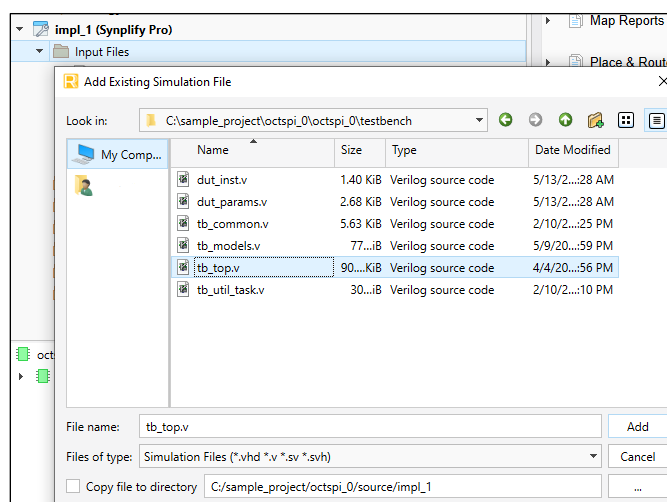 impl_1 (Synplify Pro)
Map Reports
Input Files
Place & Rout
Add Existing Simulation File
Look in: C:\sample_project\octspi_0\octspi_0\testbench
My Comp...
Name Size Type Date Modified
dut_inst.v 1.40 KiB Verilog source code 5/13/2...:28 AM
dut_params.v 2.68 KiB Verilog source code 5/13/2...:28 AM
tb_common.v 5.63 KiB Verilog source code 2/10/2...:25 PM
tb_models.v 77...iB Verilog source code 5/9/20...:59 PM
tb_top.v 90....KiB Verilog source code 4/4/20...:56 PM
tb_util_task.v 30...iB Verilog source code 2/10/2...:10 PM
oct
File name: tb_top.v Add
Files of type: Simulation Files (*.vhd *.v *.sv *.svh) Cancel
Copy file to directory C:/sample_project/octspi_0/source/impl_1 ...